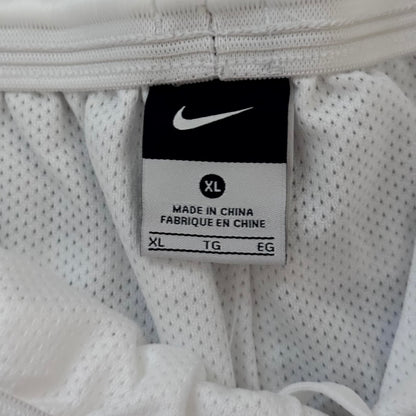 XL
MADE IN CHINA
FABRIQUE EN CHINE
XL TG EG